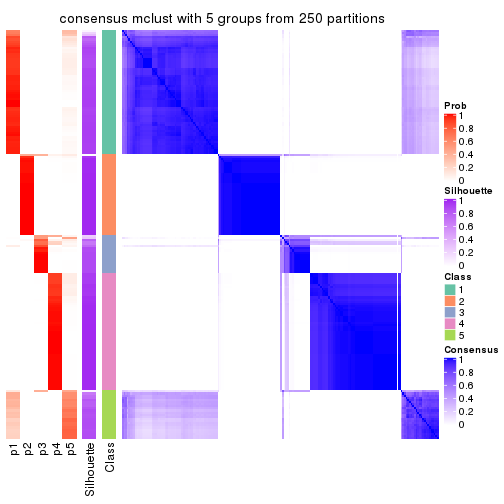 consensus mclust with 5 groups from 250 partitions
Prob
1
0.8
0.6
0.4
0.2
0
Silhouette
1
0.8
0.6
0.4
0.2
0
Class
1
2
3
4
5
Consensus
1
0.8
0.6
0.4
0.2
0
p1
p2
p3
p4
p5
Silhouette
Class